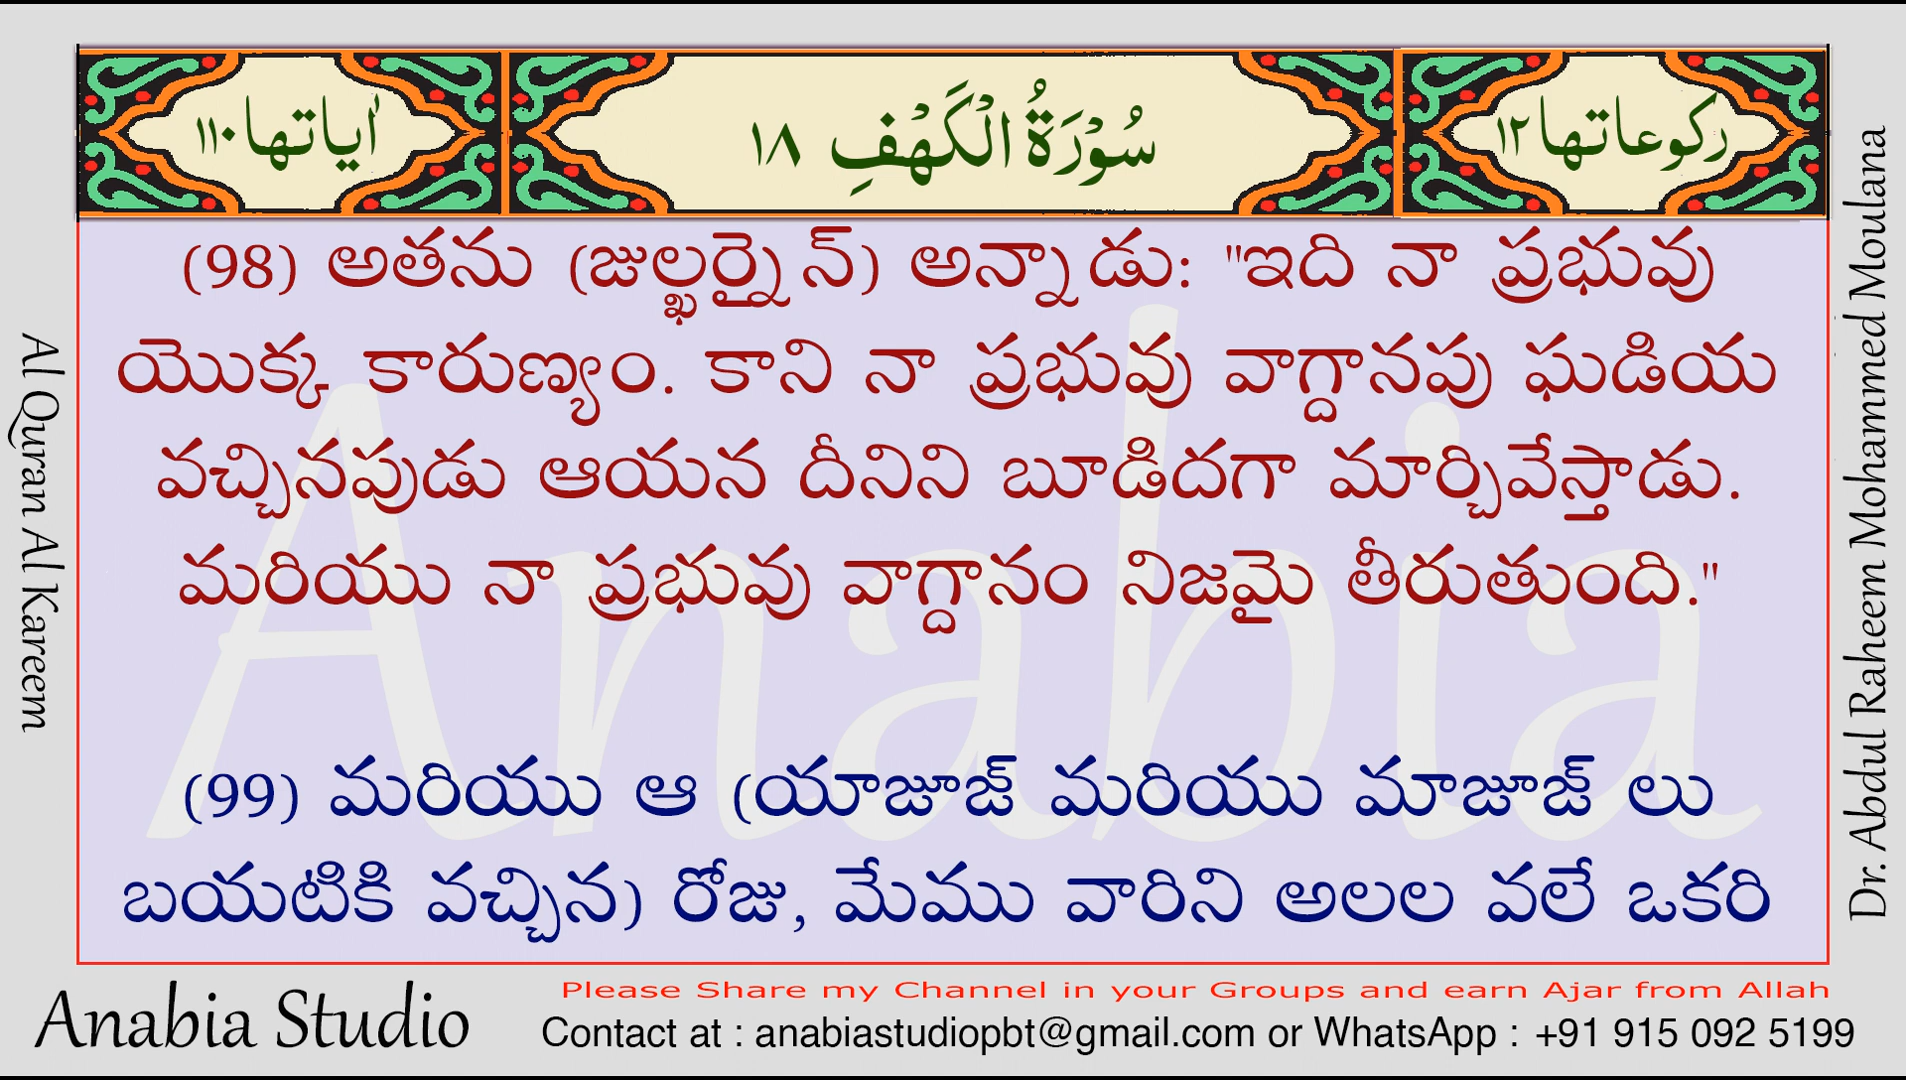 رکوعاتها ۱۲
سُوْرَةُ الْكَهْفِ ۱۸
اٰیاتها ۱۱۰
(98) అతను (జుల్ఖర్నైన్) అన్నాడు: "ఇది నా ప్రభువు
యొక్క కారుణ్యం. కాని నా ప్రభువు వాగ్దానపు ఘడియ
వచ్చినపుడు ఆయన దీనిని బూడిదగా మార్చివేస్తాడు.
మరియు నా ప్రభువు వాగ్దానం నిజమై తీరుతుంది."
(99) మరియు ఆ (యాజూజ్ మరియు మాజూజ్ లు
బయటికి వచ్చిన) రోజు, మేము వారిని అలల వలే ఒకరి
Anabia
Al Quran Al Kareem
Dr. Abdul Raheem Mohammed Moulana
Anabia Studio
Please Share my Channel in your Groups and earn Ajar from Allah
Contact at : anabiastudiopbt@gmail.com or WhatsApp : +91 915 092 5199